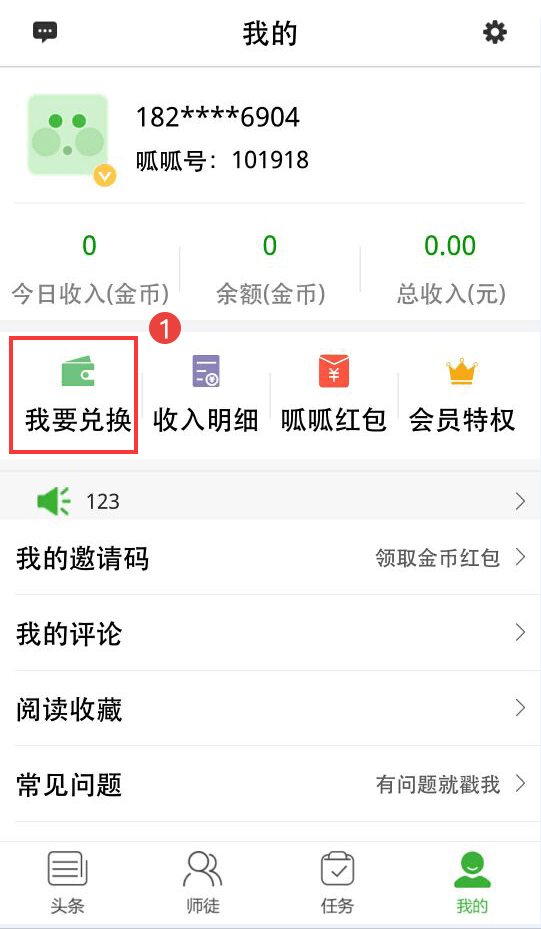 我的
182****6904
呱呱号：101918
0 0 0.00
今日收入(金币) 余额(金币) 总收入(元)
1
我要兑换 收入明细 呱呱红包 会员特权
123
我的邀请码 领取金币红包
我的评论
阅读收藏
常见问题 有问题就戳我
头条 师徒 任务 我的